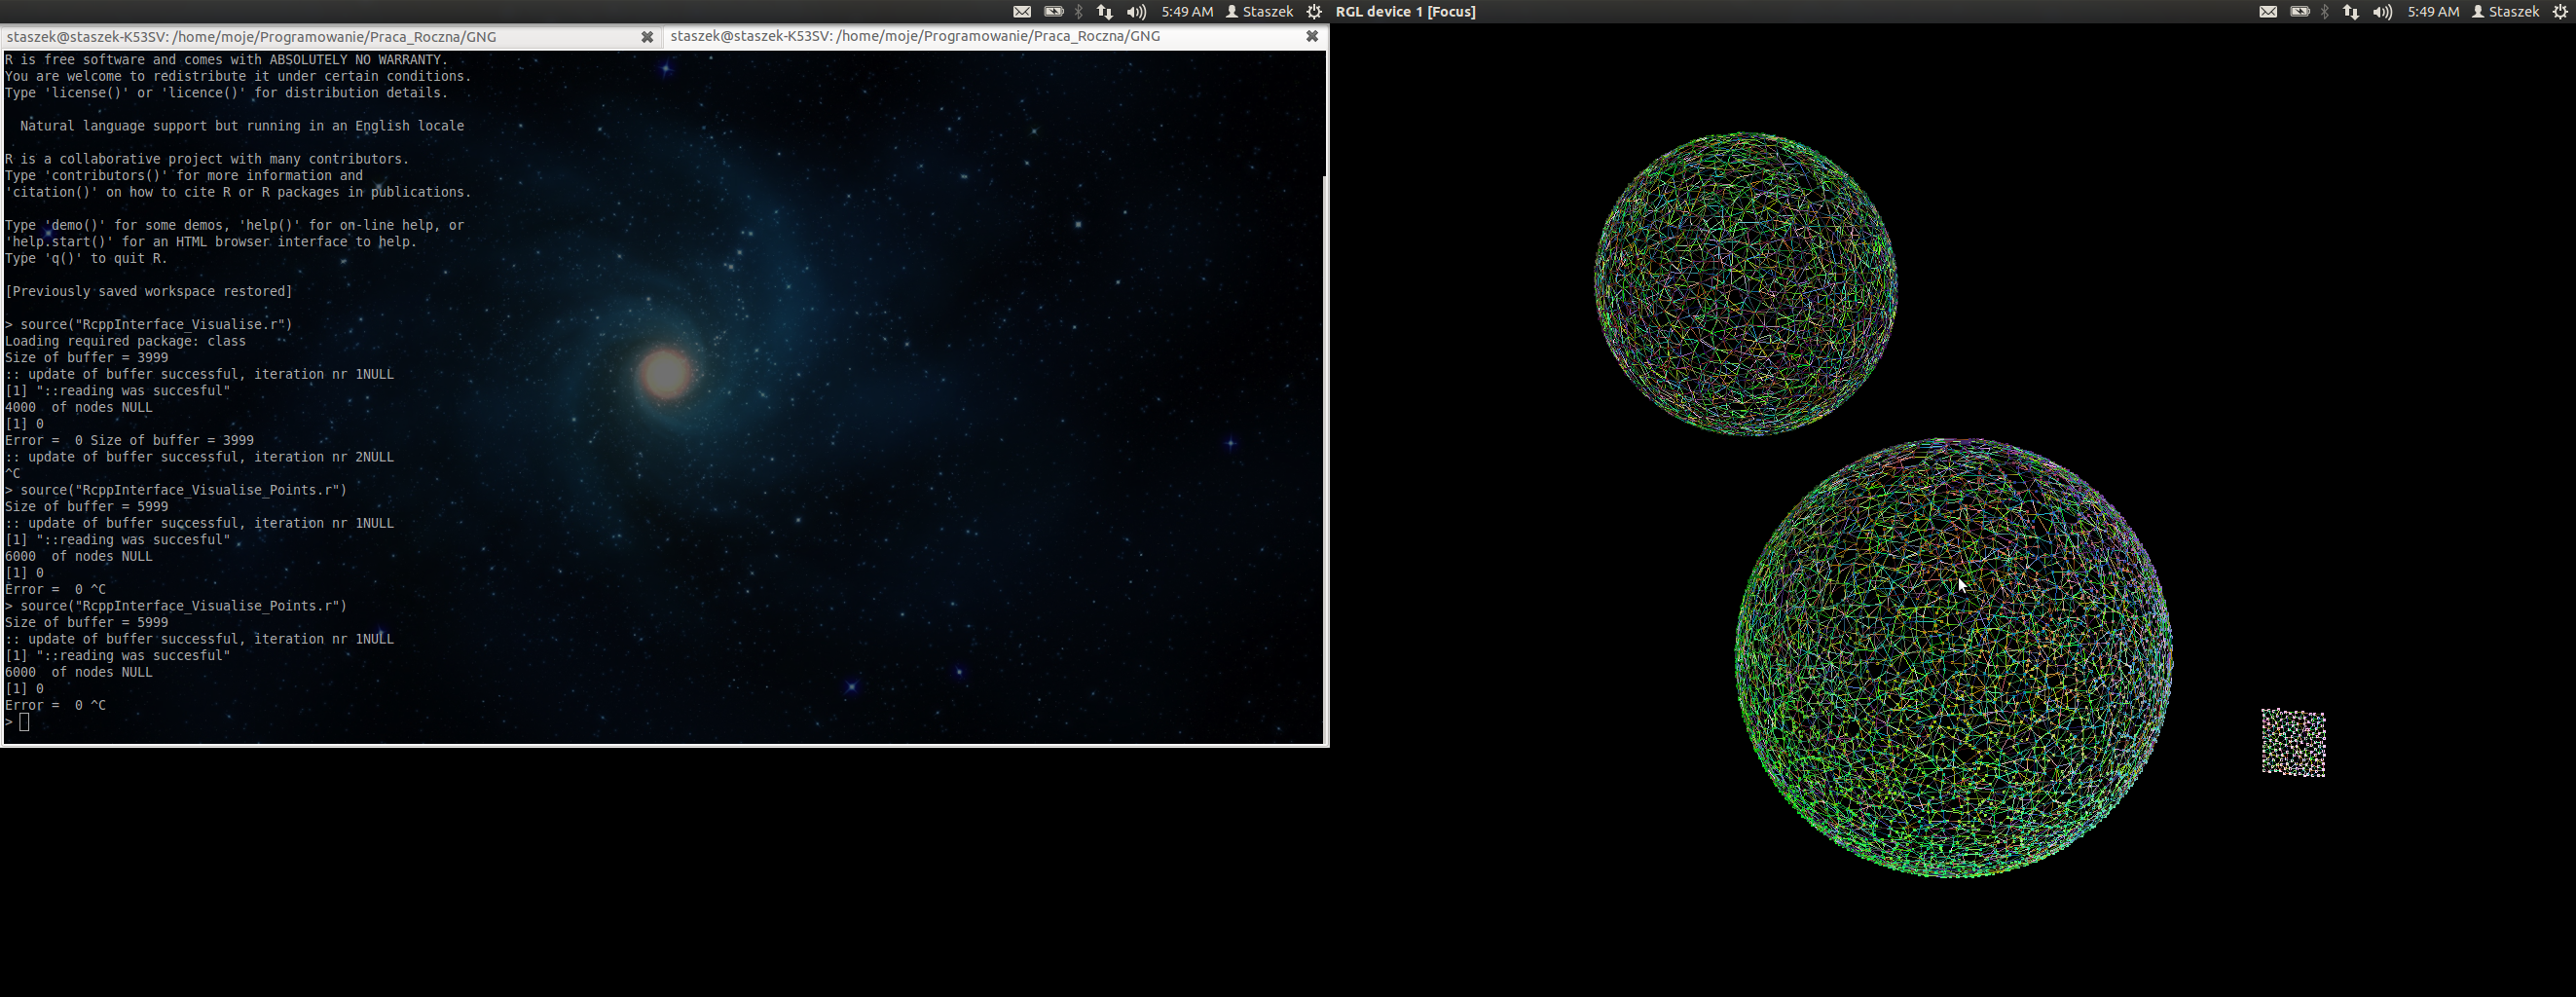 5:49 AM Staszek RGL device 1 [Focus] 5:49 AM Staszek
staszek@staszek-K53SV: /home/moje/Programowanie/Praca_Roczna/GNG staszek@staszek-K53SV: /home/moje/Programowanie/Praca_Roczna/GNG
R is free software and comes with ABSOLUTELY NO WARRANTY.
You are welcome to redistribute it under certain conditions.
Type 'license()' or 'licence()' for distribution details.
Natural language support but running in an English locale
R is a collaborative project with many contributors.
Type 'contributors()' for more information and
'citation()' on how to cite R or R packages in publications.
Type 'demo()' for some demos, 'help()' for on-line help, or
'help.start()' for an HTML browser interface to help.
Type 'q()' to quit R.
[Previously saved workspace restored]
> source("RcppInterface_Visualise.r")
Loading required package: class
Size of buffer = 3999
:: update of buffer successful, iteration nr 1NULL
[1] "::reading was succesful"
4000  of nodes NULL
[1] 0
Error =  0 Size of buffer = 3999
:: update of buffer successful, iteration nr 2NULL
^C
> source("RcppInterface_Visualise_Points.r")
Size of buffer = 5999
:: update of buffer successful, iteration nr 1NULL
[1] "::reading was succesful"
6000  of nodes NULL
[1] 0
Error =  0 ^C
> source("RcppInterface_Visualise_Points.r")
Size of buffer = 5999
:: update of buffer successful, iteration nr 1NULL
[1] "::reading was succesful"
6000  of nodes NULL
[1] 0
Error =  0 ^C
>